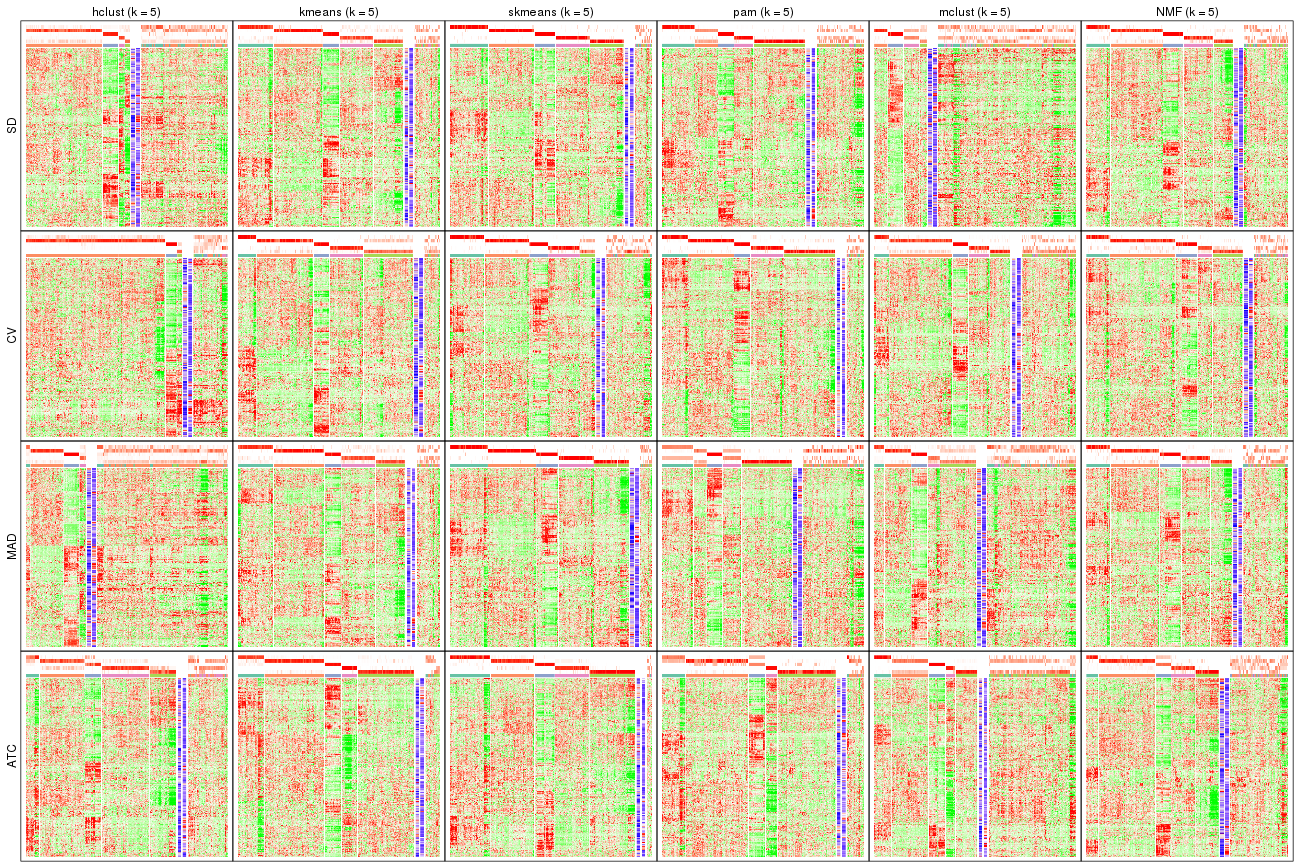 hclust (k = 5)
kmeans (k = 5)
skmeans (k = 5)
pam (k = 5)
mclust (k = 5)
NMF (k = 5)
SD
CV
MAD
ATC